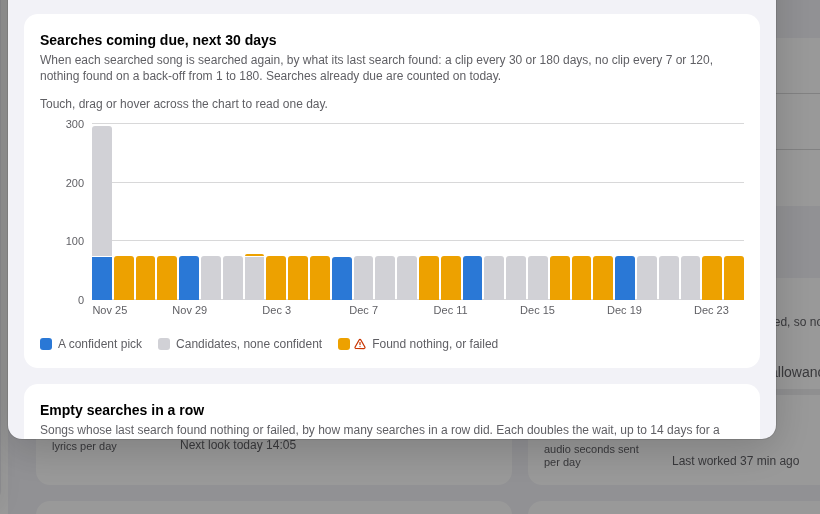 Searches coming due, next 30 days
When each searched song is searched again, by what its last search found: a clip every 30 or 180 days, no clip every 7 or 120,
nothing found on a back-off from 1 to 180. Searches already due are counted on today.
Touch, drag or hover across the chart to read one day.
300
200
100
0
Nov 25 Nov 29 Dec 3 Dec 7 Dec 11 Dec 15 Dec 19 Dec 23
A confident pick Candidates, none confident Found nothing, or failed
Empty searches in a row
Songs whose last search found nothing or failed, by how many searches in a row did. Each doubles the wait, up to 14 days for a
lyrics per day
Next look today 14:05
audio seconds sent
per day
Last worked 37 min ago
so no